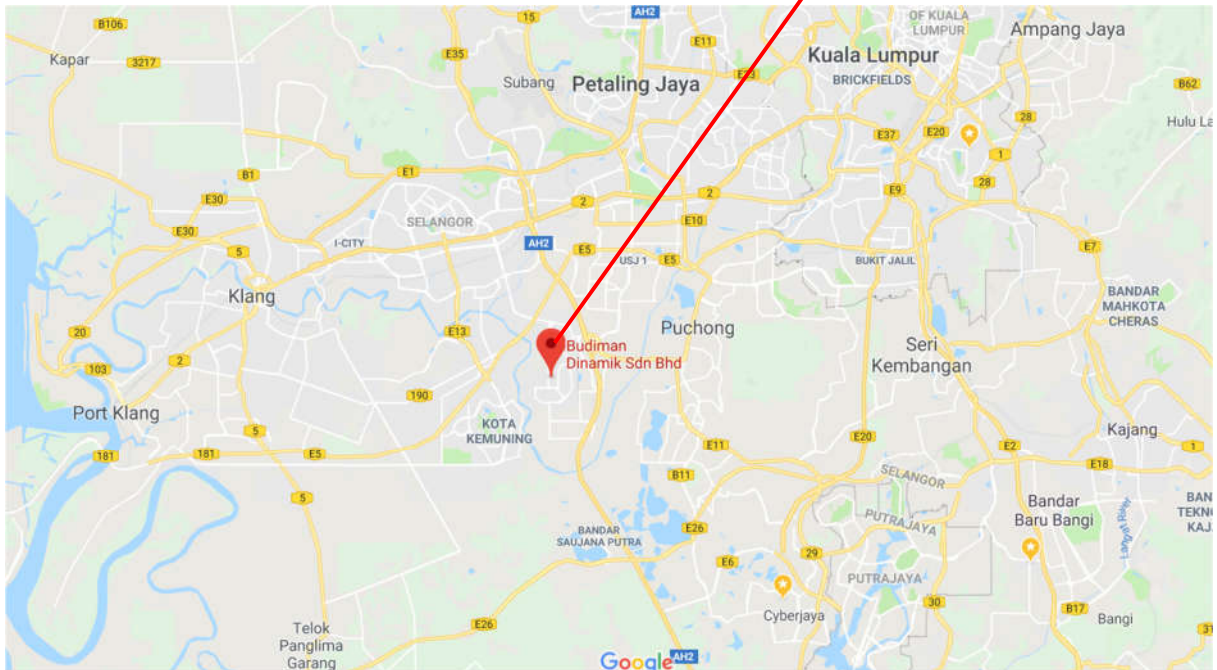 B106
15
AH2
OF KUALA
LUMPUR
Ampang Jaya
Kapar
3217
E35
E11
Kuala Lumpur
Subang
Petaling Jaya
BRICKFIELDS
B62
28
Hulu La
E37
E20
1
B1
E1
28
E9
E30
2
2
SELANGOR
E10
E30
5
I-CITY
AH2
E5
USJ 1
E5
BUKIT JALIL
E7
Klang
BANDAR
MAHKOTA
CHERAS
20
E13
Puchong
Budiman
Dinamik Sdn Bhd
Seri
Kembangan
2
103
190
Port Klang
KOTA
KEMUNING
5
Kajang
181
181
E5
E11
E20
E2
1
E18
B11
SELANGOR
5
Bandar
Baru Bangi
BAN
TEKN
KAJ
PUTRAJAYA
Langat River
BANDAR
SAUJANA PUTRA
E26
29
E6
PUTRAJAYA
Cyberjaya
30
B17
Bangi
E26
31
Telok
Panglima
Garang
Google
AH2